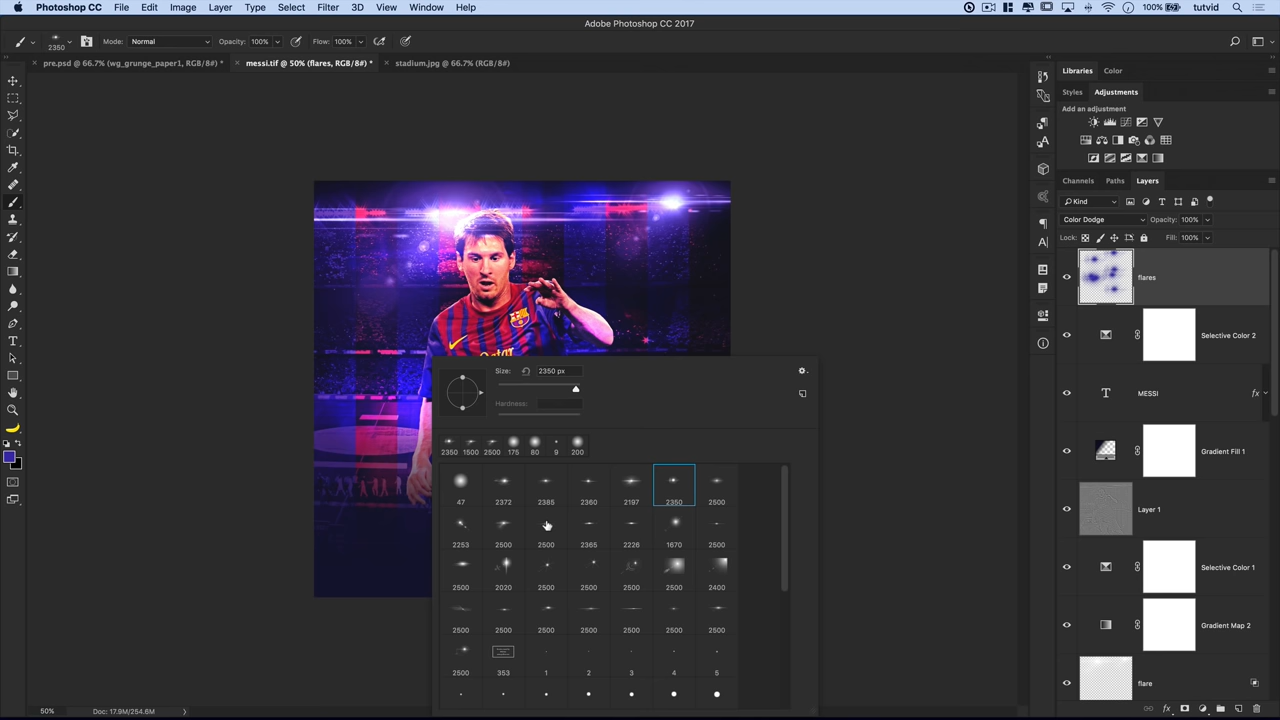 Photoshop CC File Edit Image Layer Type Select Filter 3D View Window Help 100% tutvid
Adobe Photoshop CC 2017
2350 Mode: Normal Opacity: 100% Flow: 100%
pre.psd @ 66.7% (wg_grunge_paper1, RGB/8#) * messi.tif @ 50% (flares, RGB/8#) * stadium.jpg @ 66.7% (RGB/8#)
Libraries Color
Styles Adjustments
Add an adjustment
Channels Paths Layers
Kind
Color Dodge Opacity: 100%
Lock: Fill: 100%
flares
Selective Color 2
MESSI fx
Gradient Fill 1
Layer 1
Selective Color 1
Gradient Map 2
flare
Qatar
Size: 2350 px
Hardness:
2350 1500 2500 175 80 9 200
47 2372 2385 2360 2197 2350 2500
2253 2500 2500 2365 2226 1670 2500
2500 2020 2500 2500 2500 2500 2400
2500 2500 2500 2500 2500 2500 2500
2500 353 1 2 3 4 5
50% Doc: 17.9M/254.6M
fx